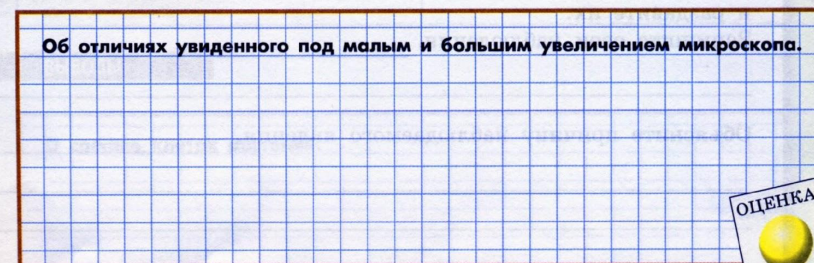 Об отличиях увиденного под малым и большим увеличением микроскопа.
ОЦЕНКА